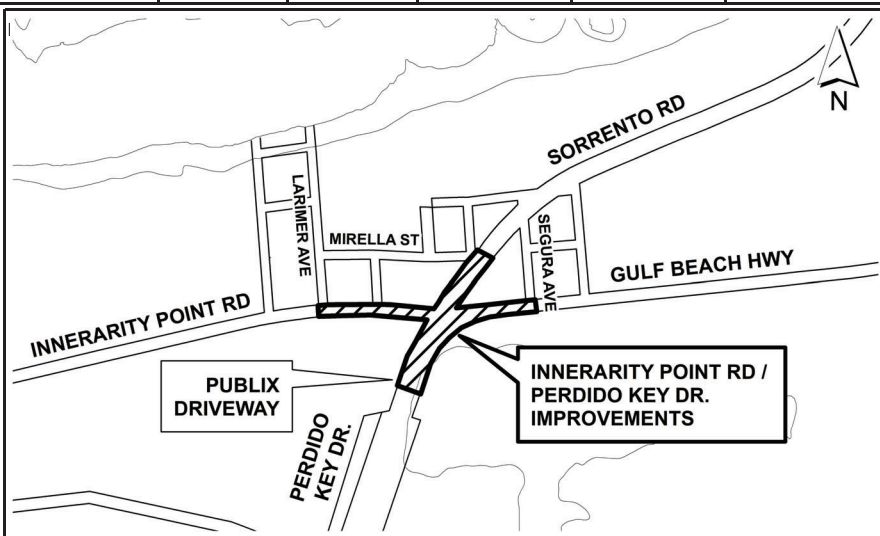 SORRENTO RD
N
LARIMER AVE
MIRELLA ST
SEGURA AVE
GULF BEACH HWY
INNERARITY POINT RD
PUBLIX
DRIVEWAY
INNERARITY POINT RD /
PERDIDO KEY DR.
IMPROVEMENTS
PERDIDO
KEY DR.